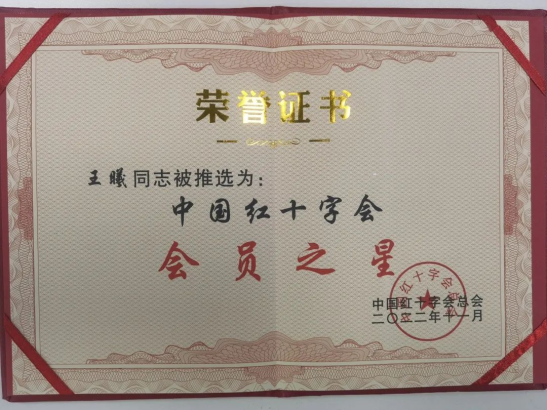 荣誉证书
王曦同志被推选为：
中国红十字会
会员之星
中国红十字会总会
二〇二二年十一月